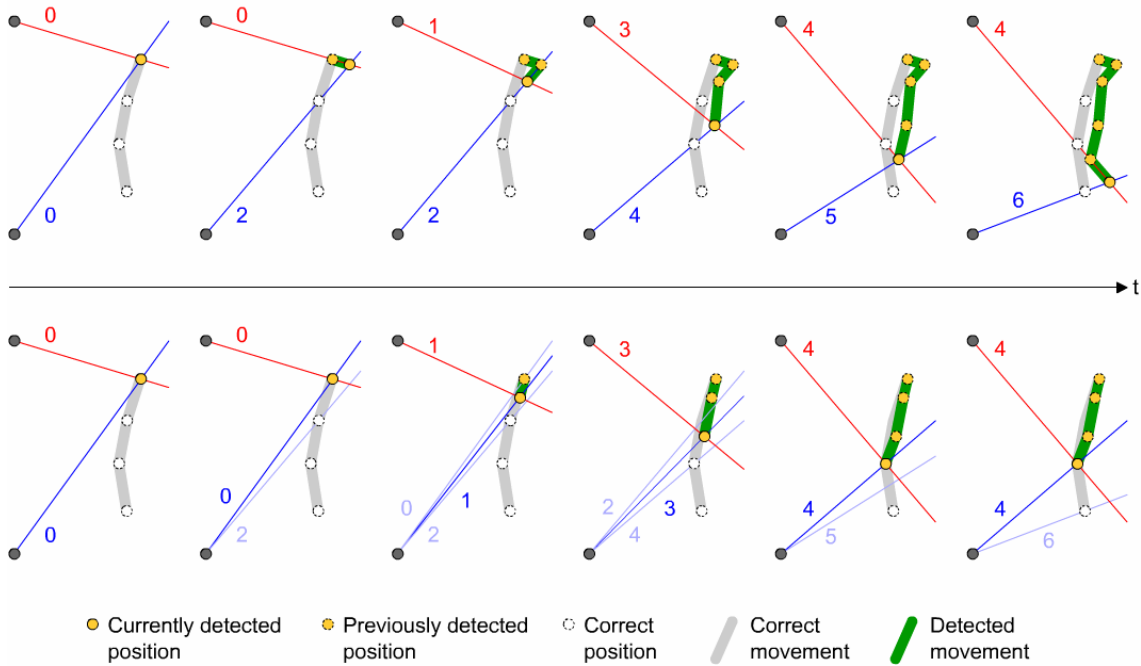 0 0 1 3 4 4
0 2 2 4 5 6
t
0 0 1 3 4 4
0 0 2 0 1 2 2 4 3 4 5 4 6
Currently detected
position
Previously detected
position
Correct
position
Correct
movement
Detected
movement